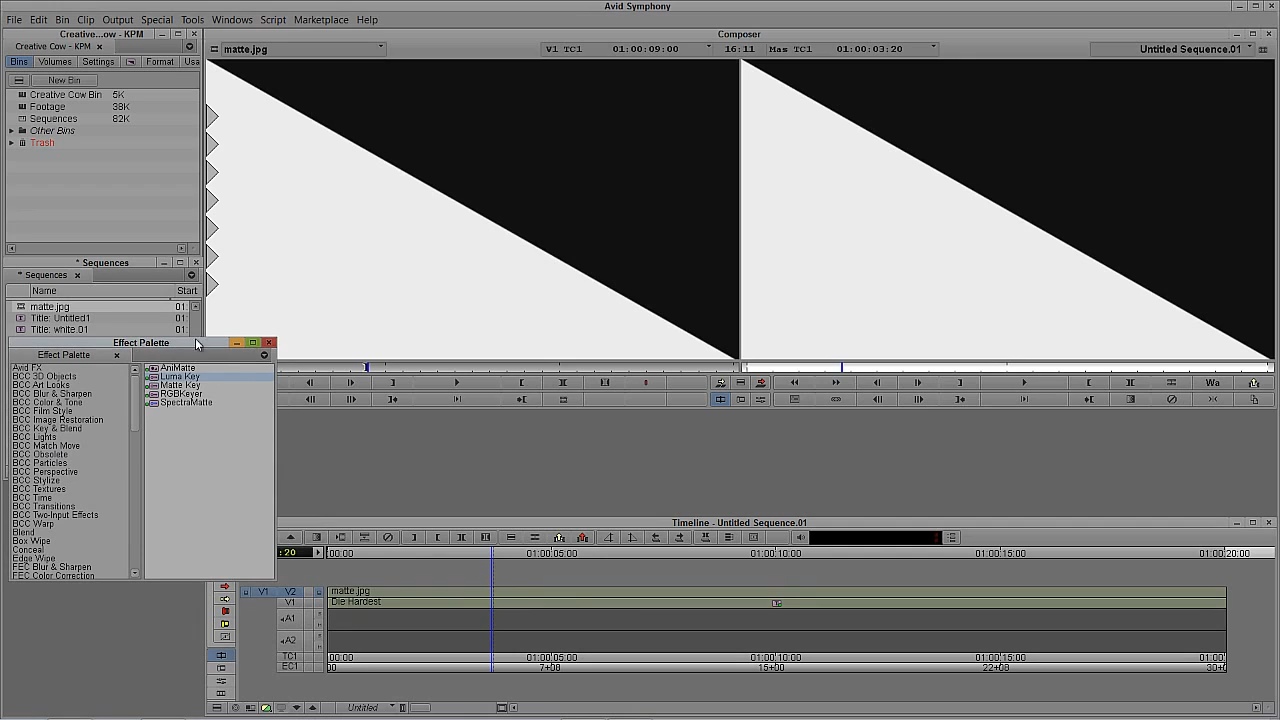 Avid Symphony
File Edit Bin Clip Output Special Tools Windows Script Marketplace Help
Creative...ow - KPM
Composer
Creative Cow - KPM
matte.jpg
V1 TC1 01:00:09:00 16:11 Mas TC1 01:00:03:20
Untitled Sequence.01
Bins Volumes Settings Format Usa
New Bin
Creative Cow Bin 5K
Footage 38K
Sequences 82K
Other Bins
Trash
* Sequences
* Sequences
Name Start
matte.jpg 01:
Title: Untitled1 01:
Title: white 01 01:
Effect Palette
Effect Palette
Avid FX
BCC 3D Objects
BCC Art Looks
BCC Blur & Sharpen
BCC Color & Tone
BCC Film Style
BCC Image Restoration
BCC Key & Blend
BCC Lights
BCC Match Move
BCC Obsolete
BCC Particles
BCC Perspective
BCC Stylize
BCC Textures
BCC Time
BCC Transitions
BCC Two-Input Effects
BCC Warp
Blend
Box Wipe
Conceal
Edge Wipe
FEC Blur & Sharpen
FEC Color Correction
AniMatte
Luma Key
Matte Key
RGBKeyer
SpectraMatte
Wa
Timeline - Untitled Sequence.01
:20 00:00 01:00:05:00 01:00:10:00 01:00:15:00 01:00:20:00
V1 V2 matte.jpg
V1 Die Hardest
A1
A2
TC1 00:00 01:00:05:00 01:00:10:00 01:00:15:00 01:00:
EC1 00 7+08 15+00 22+08 30+0
Untitled